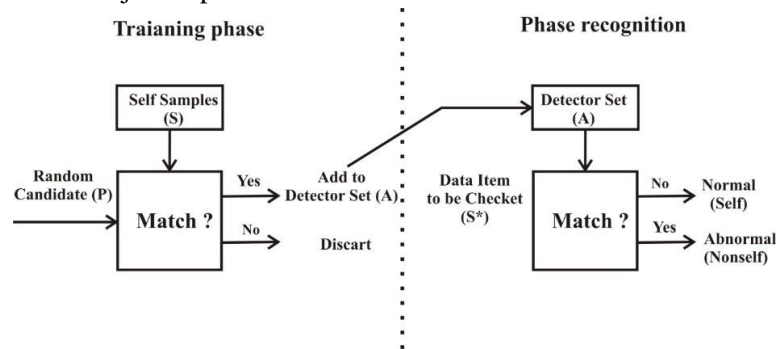 Traianing phase
Phase recognition
Self Samples
(S)
Random
Candidate (P)
Match ?
Yes
No
Add to
Detector Set (A)
Discart
Detector Set
(A)
Data Item
to be Checket
(S*)
Match ?
No
Yes
Normal
(Self)
Abnormal
(Nonself)